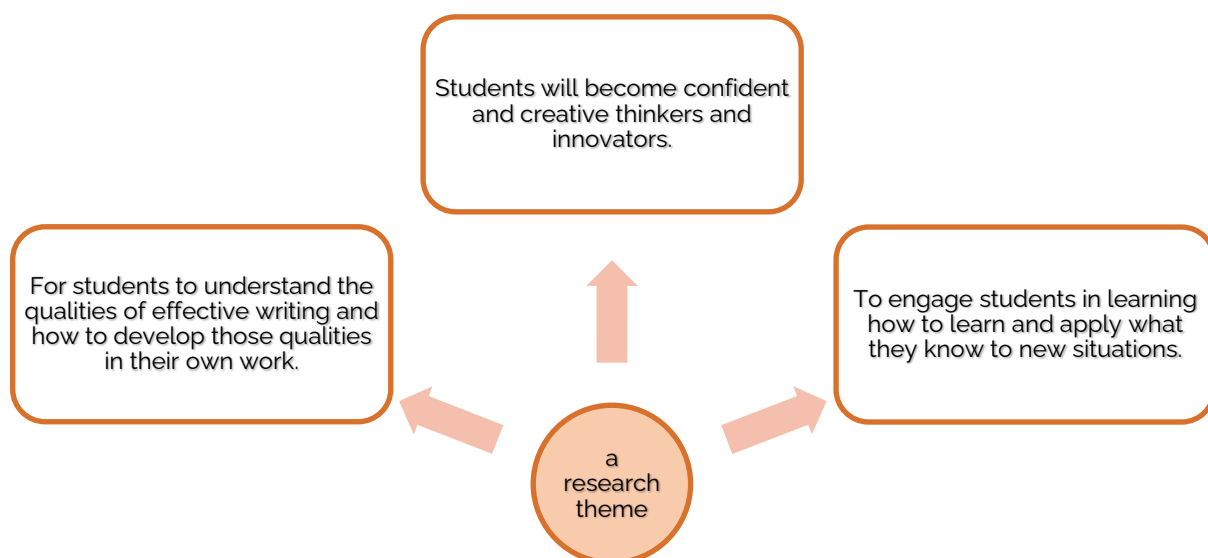 Students will become confident
and creative thinkers and
innovators.
For students to understand the
qualities of effective writing and
how to develop those qualities
in their own work.
To engage students in learning
how to learn and apply what
they know to new situations.
a
research
theme